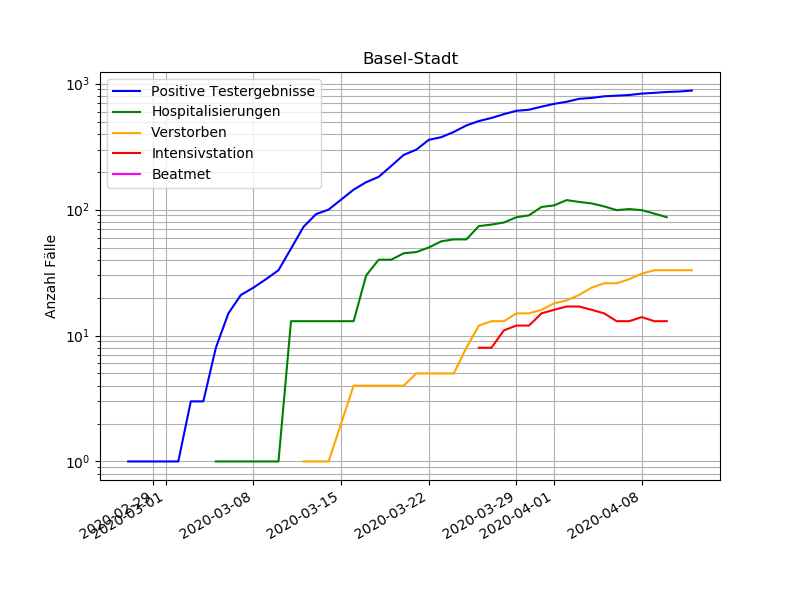 Basel-Stadt
Positive Testergebnisse
Hospitalisierungen
Verstorben
Intensivstation
Beatmet
Anzahl Fälle
10³
10²
10¹
10⁰
2020-02-29
2020-03-01
2020-03-08
2020-03-15
2020-03-22
2020-03-29
2020-04-01
2020-04-08